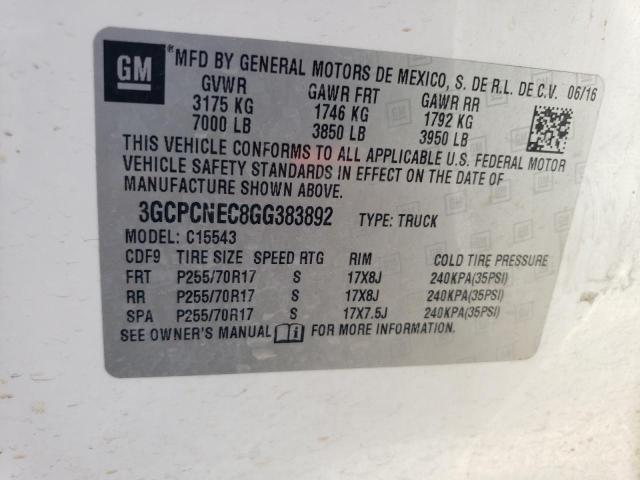 GM ® MFD BY GENERAL MOTORS DE MEXICO, S. DE R.L. DE C.V. 06/16
GVWR GAWR FRT GAWR RR
3175 KG 1746 KG 1792 KG
7000 LB 3850 LB 3950 LB
THIS VEHICLE CONFORMS TO ALL APPLICABLE U.S. FEDERAL MOTOR
VEHICLE SAFETY STANDARDS IN EFFECT ON THE DATE OF
MANUFACTURE SHOWN ABOVE.
3GCPCNEC8GG383892 TYPE: TRUCK
MODEL: C15543
CDF9 TIRE SIZE SPEED RTG RIM COLD TIRE PRESSURE
FRT P255/70R17 S 17X8J 240KPA(35PSI)
RR P255/70R17 S 17X8J 240KPA(35PSI)
SPA P255/70R17 S 17X7.5J 240KPA(35PSI)
SEE OWNER'S MANUAL i FOR MORE INFORMATION.